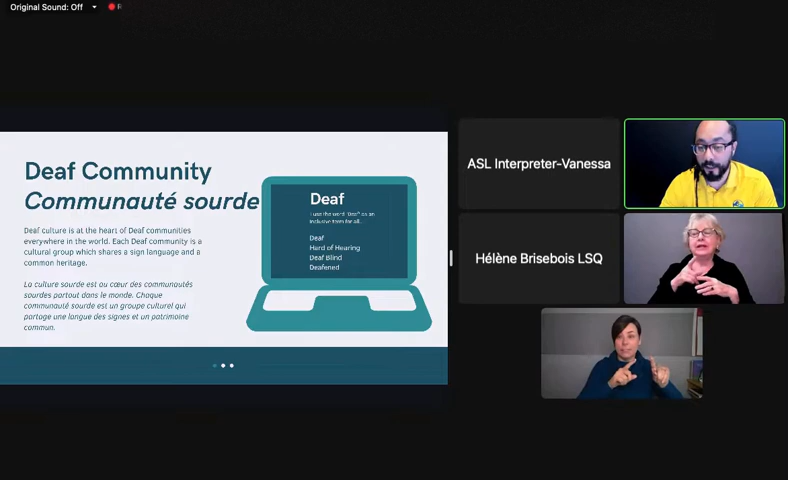 Original Sound: Off
R
Deaf Community
Communauté sourde
Deaf culture is at the heart of Deaf communities
everywhere in the world. Each Deaf community is a
cultural group which shares a sign language and a
common heritage.
La culture sourde est au cœur des communautés
sourdes partout dans le monde. Chaque
communauté sourde est un groupe culturel qui
partage une langue des signes et un patrimoine
commun.
Deaf
I use the word "Deaf" as an
inclusive term for all.
Deaf
Hard of Hearing
Deaf Blind
Deafened
ASL Interpreter-Vanessa
Hélène Brisebois LSQ